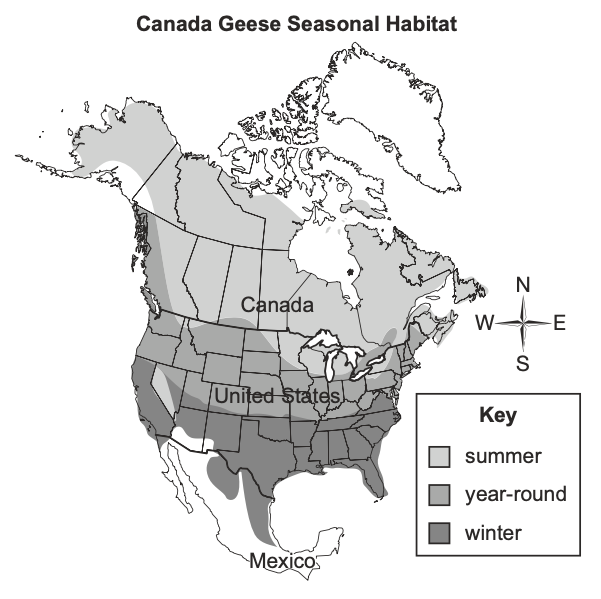 Canada Geese Seasonal Habitat
Canada
N
W E
S
United States
Key
summer
year-round
winter
Mexico